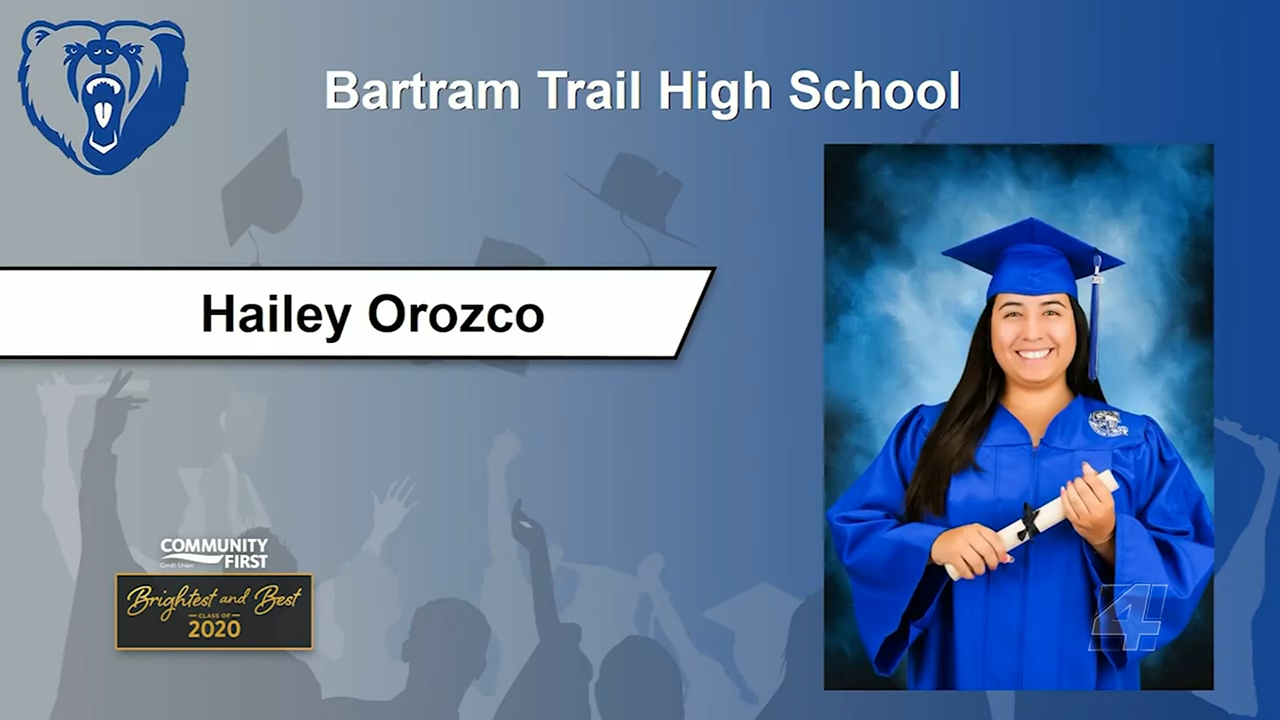 Bartram Trail High School
Hailey Orozco
COMMUNITY
FIRST
Credit Union
Brightest and Best
CLASS OF
2020
4